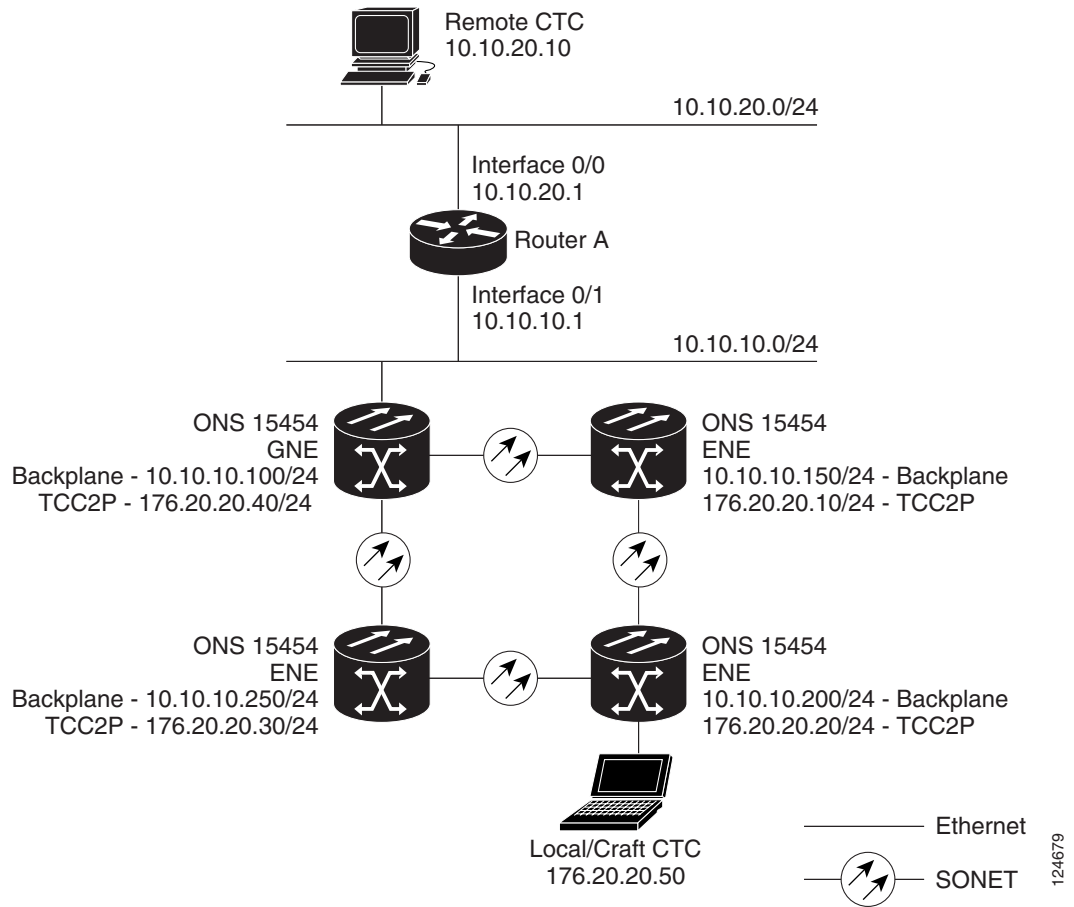 Remote CTC
10.10.20.10
10.10.20.0/24
Interface 0/0
10.10.20.1
Router A
Interface 0/1
10.10.10.1
10.10.10.0/24
ONS 15454
GNE
Backplane - 10.10.10.100/24
TCC2P - 176.20.20.40/24
ONS 15454
ENE
10.10.10.150/24 - Backplane
176.20.20.10/24 - TCC2P
ONS 15454
ENE
Backplane - 10.10.10.250/24
TCC2P - 176.20.20.30/24
ONS 15454
ENE
10.10.10.200/24 - Backplane
176.20.20.20/24 - TCC2P
Local/Craft CTC
176.20.20.50
Ethernet
SONET
124679